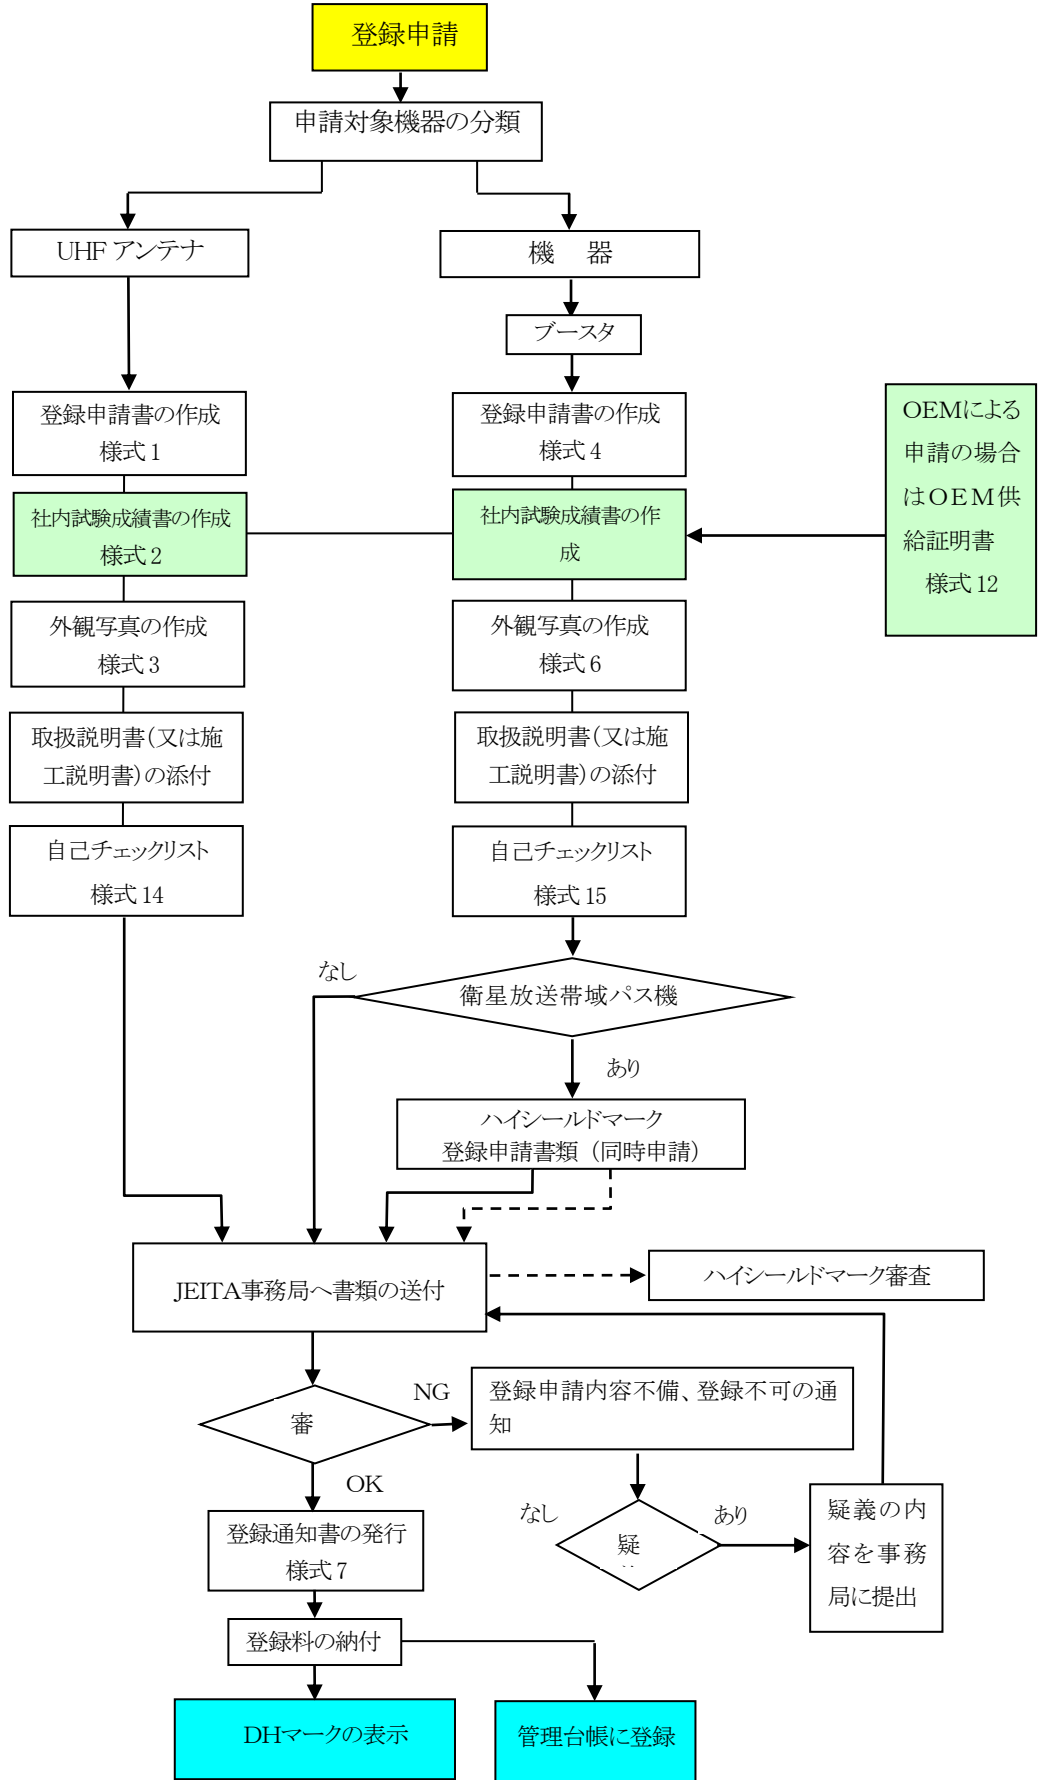 登録申請
申請対象機器の分類
UHF アンテナ
機 器
ブースタ
登録申請書の作成
様式 1
登録申請書の作成
様式 4
OEMによる
申請の場合
はOEM供
給証明書
様式 12
社内試験成績書の作成
様式 2
社内試験成績書の作
成
外観写真の作成
様式 3
外観写真の作成
様式 6
取扱説明書(又は施
工説明書)の添付
取扱説明書(又は施
工説明書)の添付
自己チェックリスト
様式 14
自己チェックリスト
様式 15
なし
衛星放送帯域パス機
あり
ハイシールドマーク
登録申請書類（同時申請）
JEITA事務局へ書類の送付
ハイシールドマーク審査
審
NG
登録申請内容不備、登録不可の通
知
OK
なし
疑
あり
疑義の内
容を事務
局に提出
登録通知書の発行
様式 7
登録料の納付
DHマークの表示
管理台帳に登録